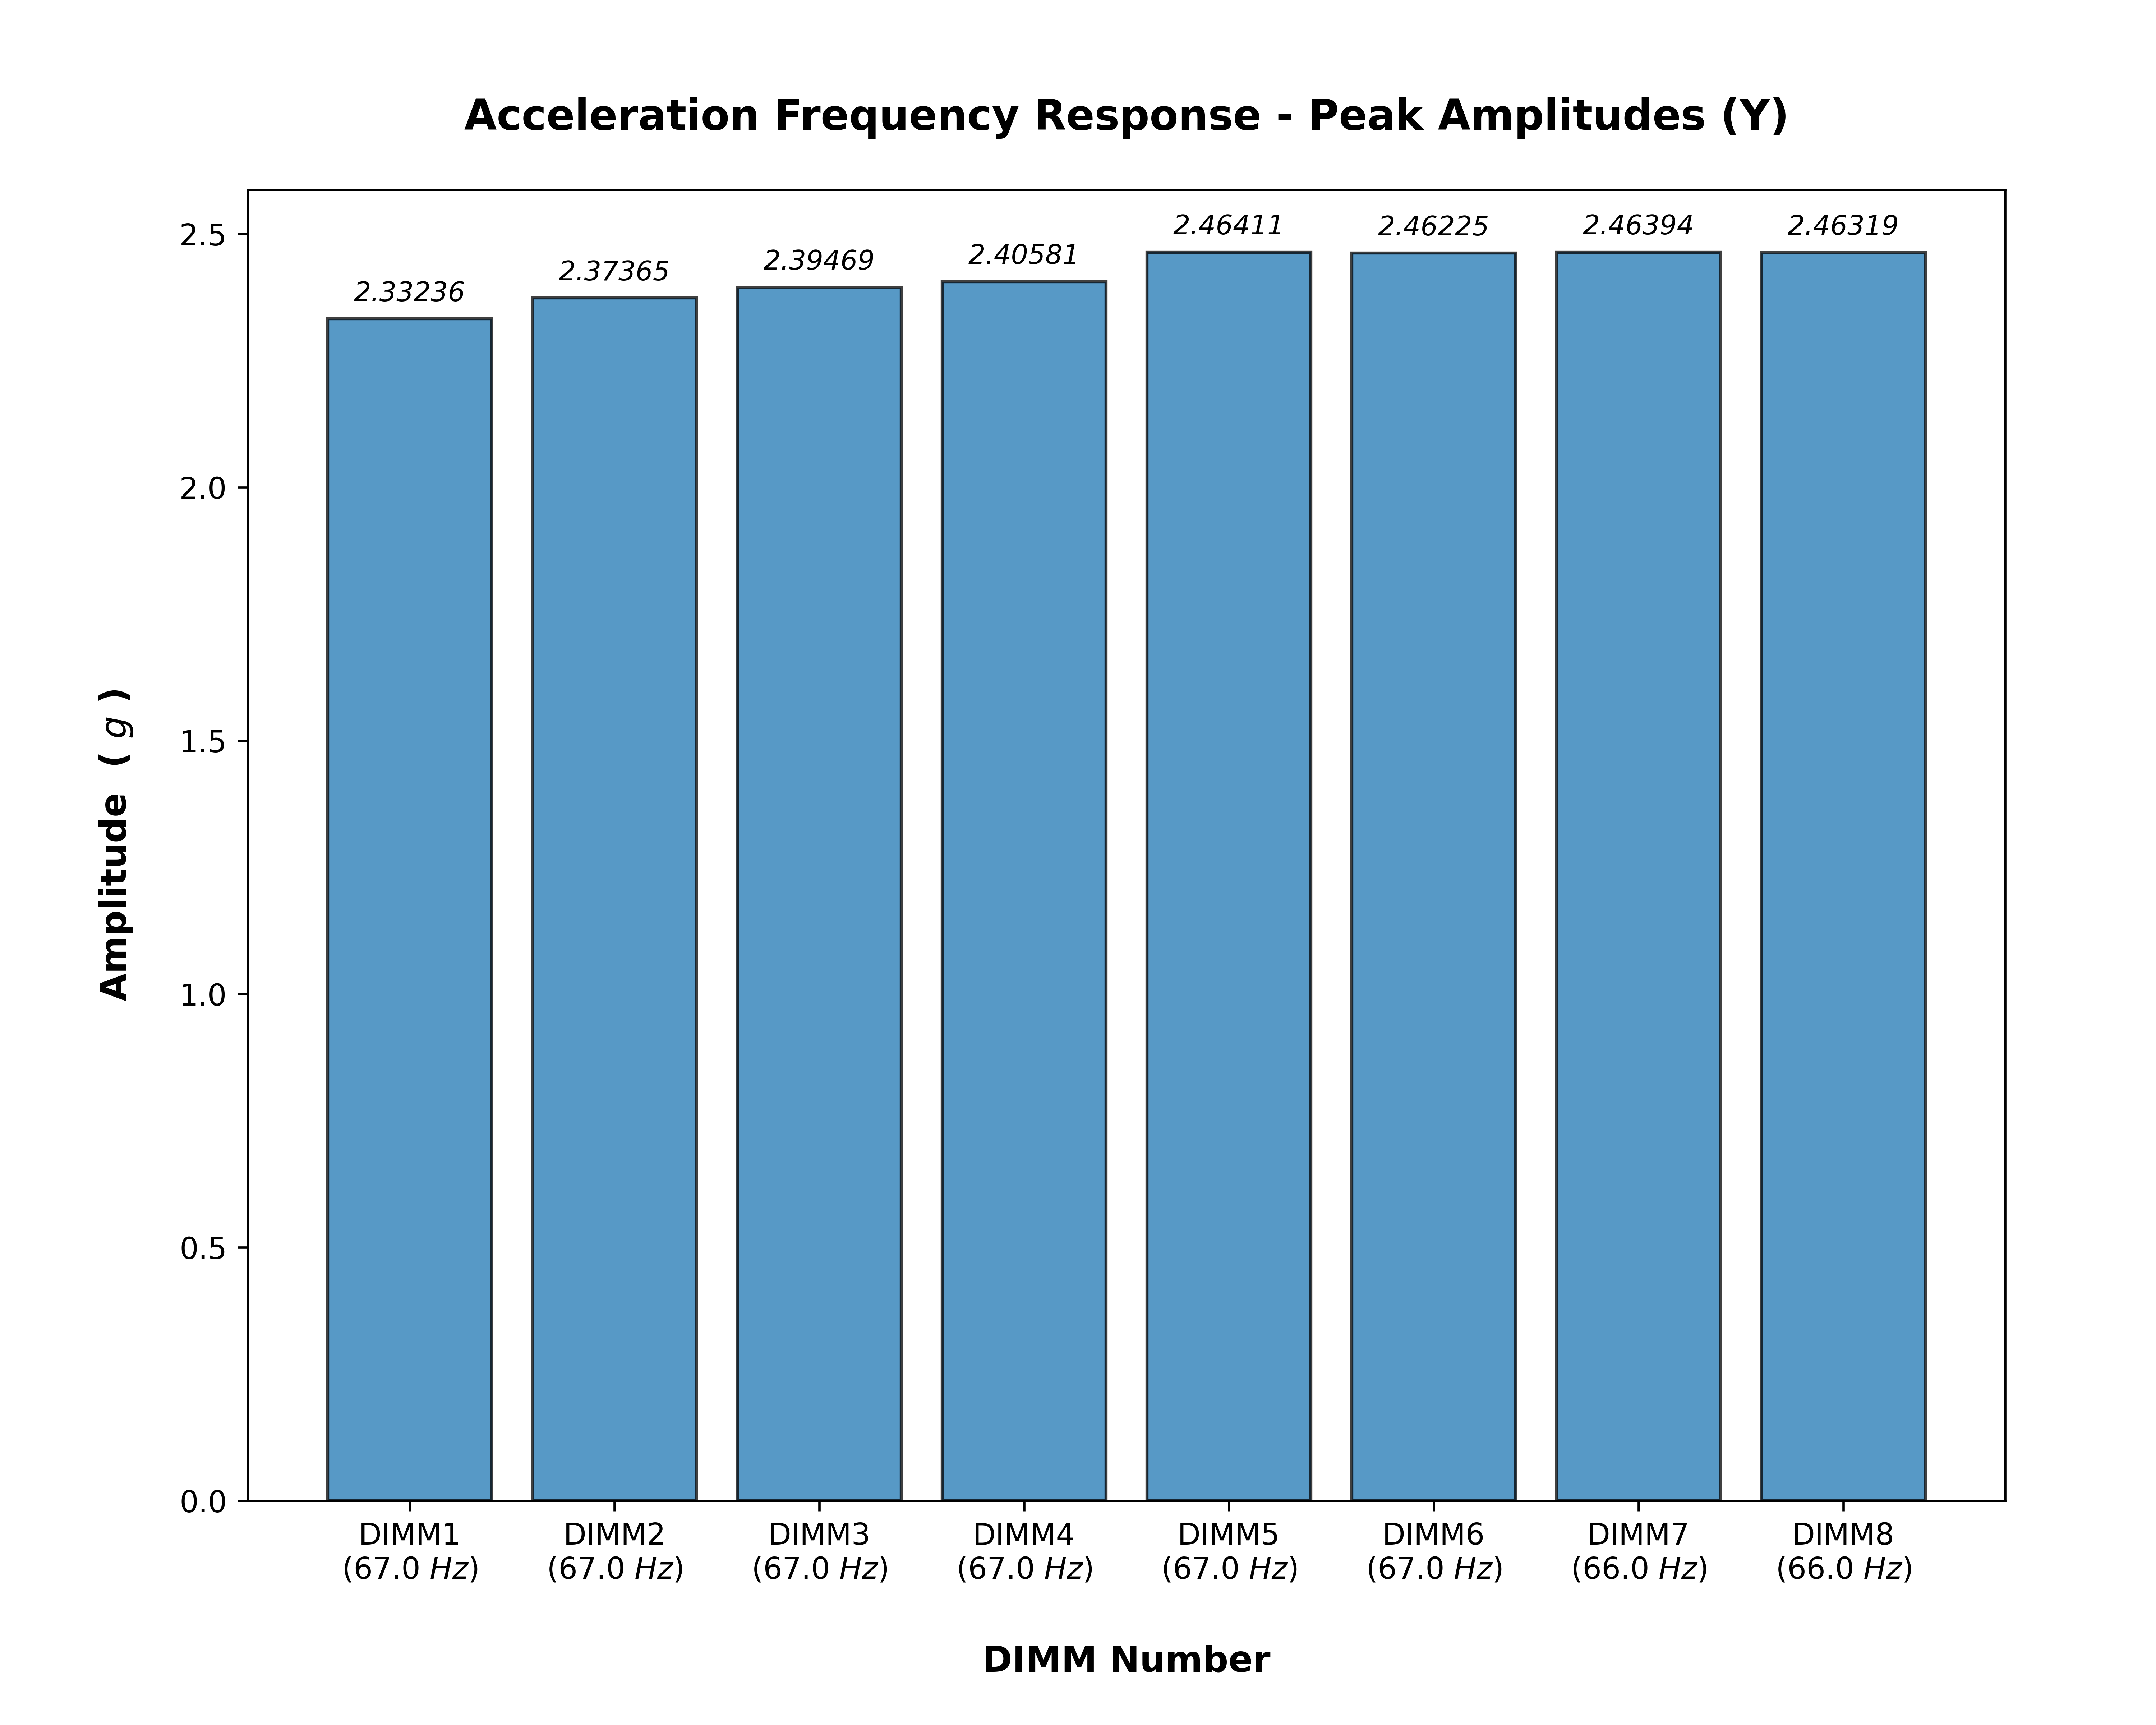 Acceleration Frequency Response - Peak Amplitudes (Y)
Amplitude ( g )
2.5
2.0
1.5
1.0
0.5
0.0
2.33236
2.37365
2.39469
2.40581
2.46411
2.46225
2.46394
2.46319
DIMM1
(67.0 Hz)
DIMM2
(67.0 Hz)
DIMM3
(67.0 Hz)
DIMM4
(67.0 Hz)
DIMM5
(67.0 Hz)
DIMM6
(67.0 Hz)
DIMM7
(66.0 Hz)
DIMM8
(66.0 Hz)
DIMM Number